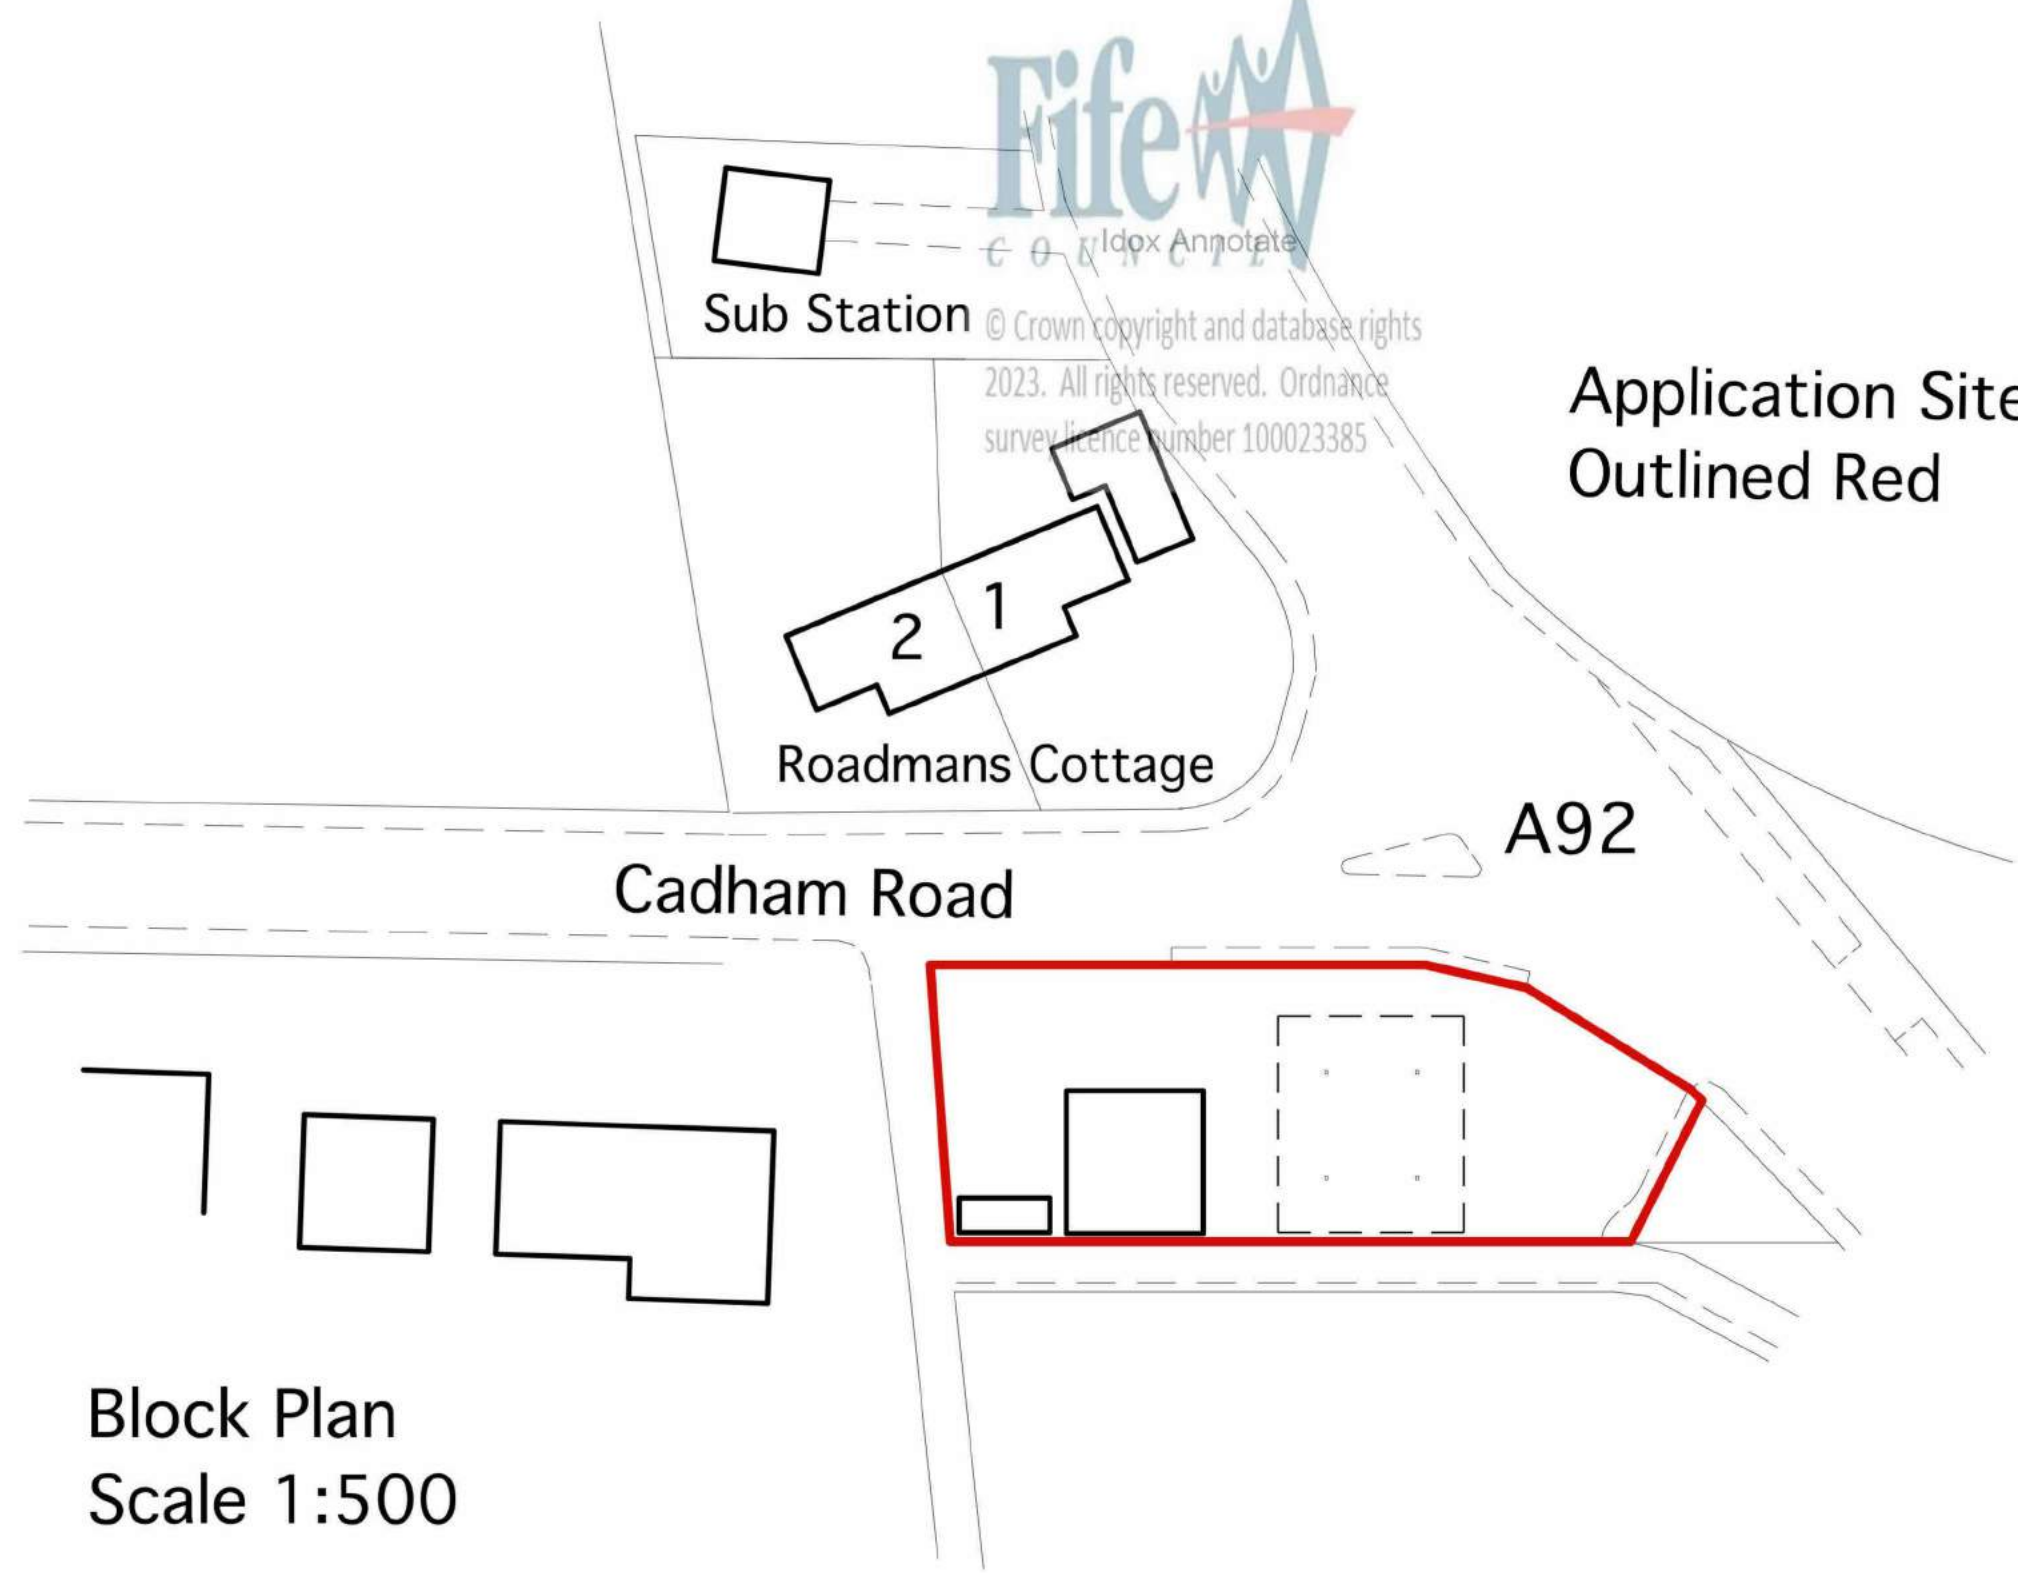 Fife
COUNCIL
Idox Annotate
Sub Station
© Crown copyright and database rights
2023. All rights reserved. Ordnance
survey licence number 100023385
Application Site
Outlined Red
1
2
Roadmans Cottage
A92
Cadham Road
Block Plan
Scale 1:500